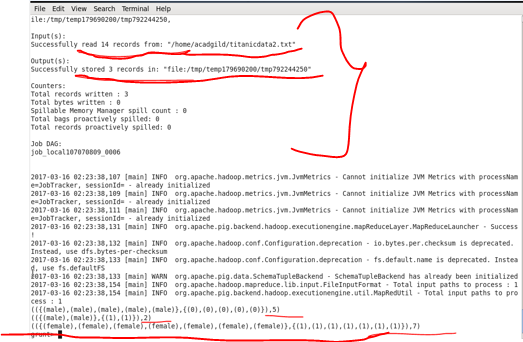 File Edit View Search Terminal Help
ile:/tmp/temp179690200/tmp792244250,
Input(s):
Successfully read 14 records from: "/home/acadgild/titanicdata2.txt"
Output(s):
Successfully stored 3 records in: "file:/tmp/temp179690200/tmp792244250"
Counters:
Total records written : 3
Total bytes written : 0
Spillable Memory Manager spill count : 0
Total bags proactively spilled: 0
Total records proactively spilled: 0
Job DAG:
job_local107070809_0006
2017-03-16 02:23:38,107 [main] INFO org.apache.hadoop.metrics.jvm.JvmMetrics - Cannot initialize JVM Metrics with processNam
e=JobTracker, sessionId= - already initialized
2017-03-16 02:23:38,109 [main] INFO org.apache.hadoop.metrics.jvm.JvmMetrics - Cannot initialize JVM Metrics with processNam
e=JobTracker, sessionId= - already initialized
2017-03-16 02:23:38,111 [main] INFO org.apache.hadoop.metrics.jvm.JvmMetrics - Cannot initialize JVM Metrics with processNam
e=JobTracker, sessionId= - already initialized
2017-03-16 02:23:38,131 [main] INFO org.apache.pig.backend.hadoop.executionengine.mapReduceLayer.MapReduceLauncher - Success
!
2017-03-16 02:23:38,132 [main] INFO org.apache.hadoop.conf.Configuration.deprecation - io.bytes.per.checksum is deprecated.
Instead, use dfs.bytes-per-checksum
2017-03-16 02:23:38,133 [main] INFO org.apache.hadoop.conf.Configuration.deprecation - fs.default.name is deprecated. Instea
d, use fs.defaultFS
2017-03-16 02:23:38,133 [main] WARN org.apache.pig.data.SchemaTupleBackend - SchemaTupleBackend has already been initialized
2017-03-16 02:23:38,134 [main] INFO org.apache.hadoop.mapreduce.lib.input.FileInputFormat - Total input paths to process : 1
2017-03-16 02:23:38,134 [main] INFO org.apache.pig.backend.hadoop.executionengine.util.MapRedUtil - Total input paths to pro
cess : 1
(({(male),(male),(male),(male),(male)},{(0),(0),(0),(0),(0)}),5)
(({(male),(male)},{(1),(1)}),2)
(({(female),(female),(female),(female),(female),(female),(female)},{(1),(1),(1),(1),(1),(1),(1)}),7)
grunt>